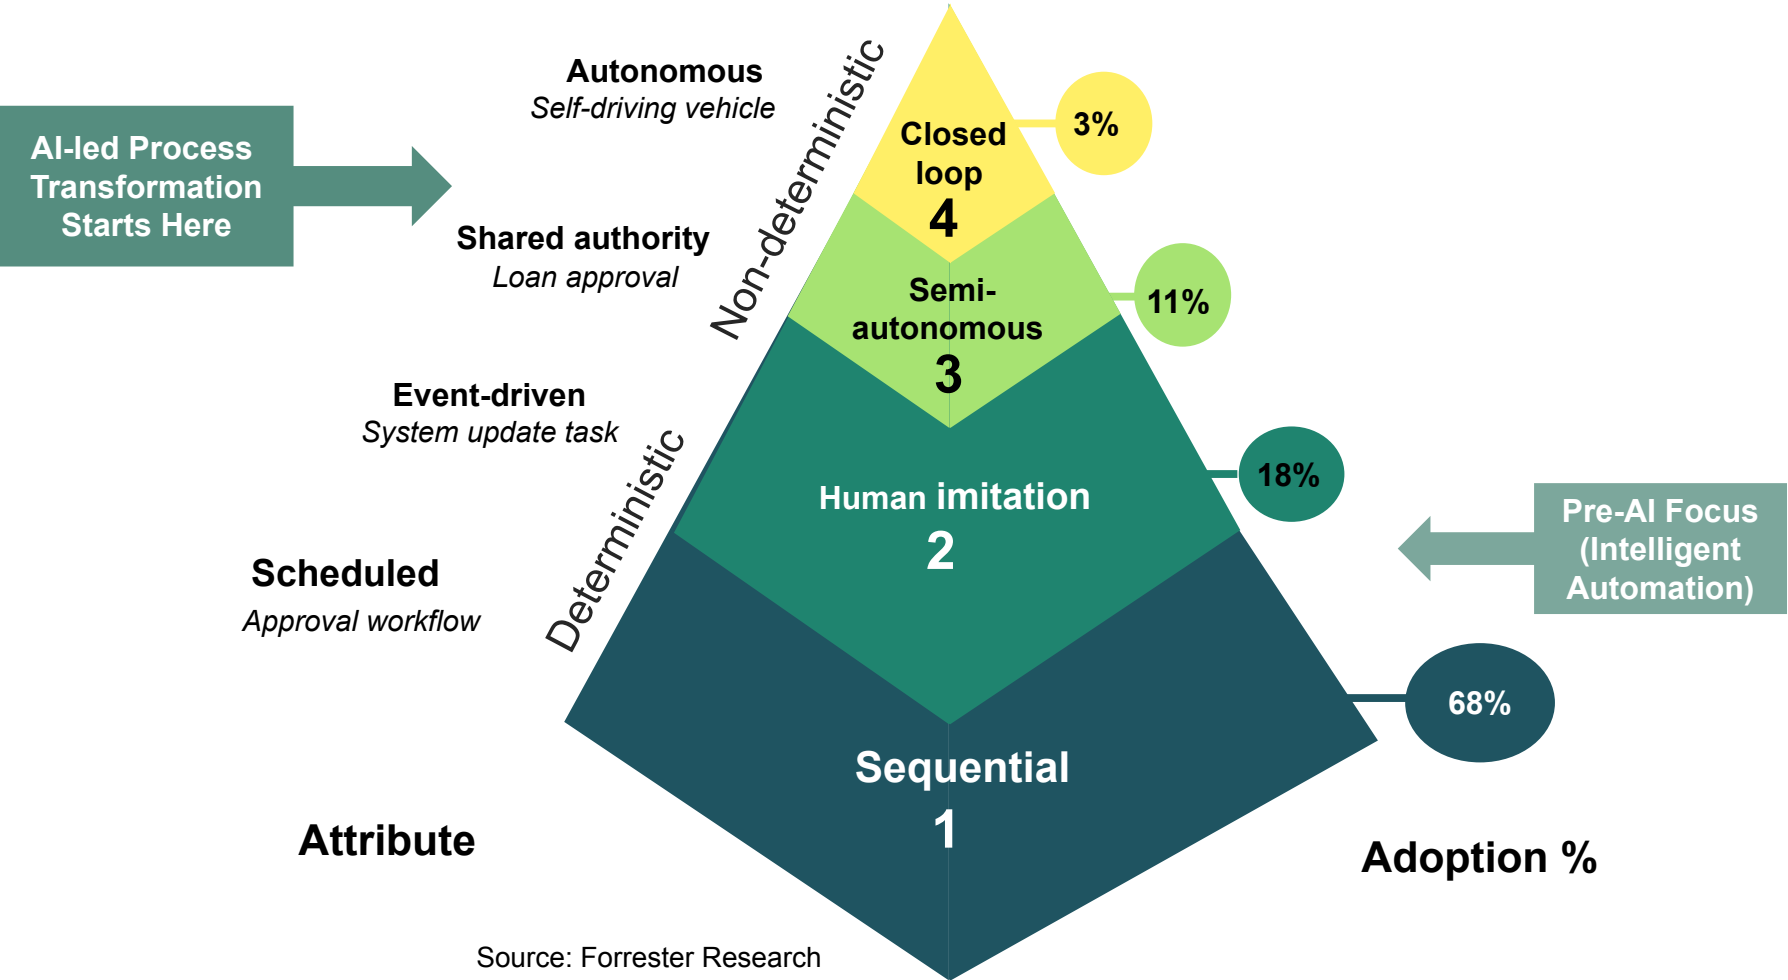 Autonomous
Self-driving vehicle
AI-led Process
Transformation
Starts Here
Shared authority
Loan approval
Non-deterministic
Event-driven
System update task
Deterministic
Scheduled
Approval workflow
Attribute
Closed
loop
4
3%
Semi-
autonomous
3
11%
Human imitation
2
18%
Pre-AI Focus
(Intelligent
Automation)
Sequential
1
68%
Adoption %
Source: Forrester Research